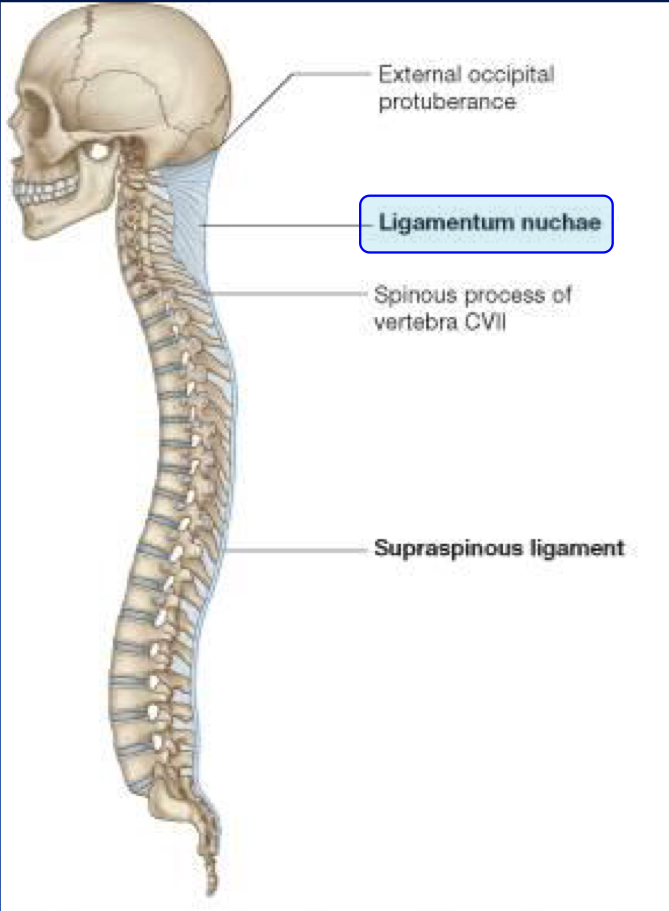 External occipital
protuberance
Ligamentum nuchae
Spinous process of
vertebra CVII
Supraspinous ligament